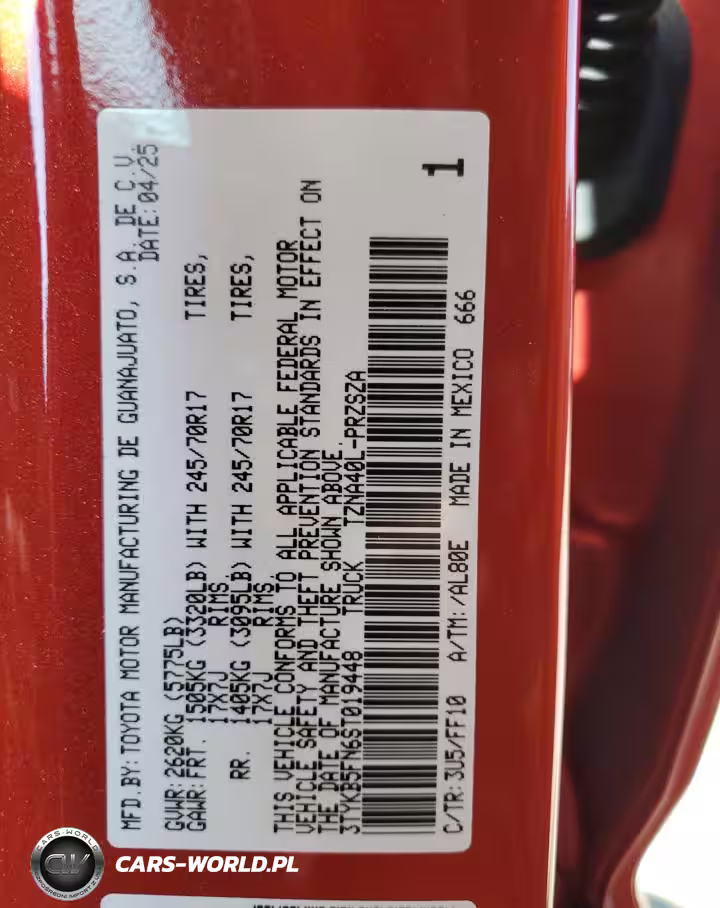 MFD.BY:TOYOTA MOTOR MANUFACTURING DE GUANAJUATO, S.A. DE C.V.
DATE:04/25
GVWR:2620KG (5775LB)
GAWR:FRT. 1505KG (3320LB) WITH 245/70R17 TIRES,
17X7J RIMS,
RR. 1405KG (3095LB) WITH 245/70R17 TIRES,
17X7J RIMS,
THIS VEHICLE CONFORMS TO ALL APPLICABLE FEDERAL MOTOR
VEHICLE SAFETY AND THEFT PREVENTION STANDARDS IN EFFECT ON
THE DATE OF MANUFACTURE SHOWN ABOVE.
3TYKB5FN6ST019448 TRUCK TZNA40L-PRZSZA
1
C/TR:3U5/FF10 A/TM:/AL80E MADE IN MEXICO 666
CARS-WORLD
CW
CARS-WORLD.PL